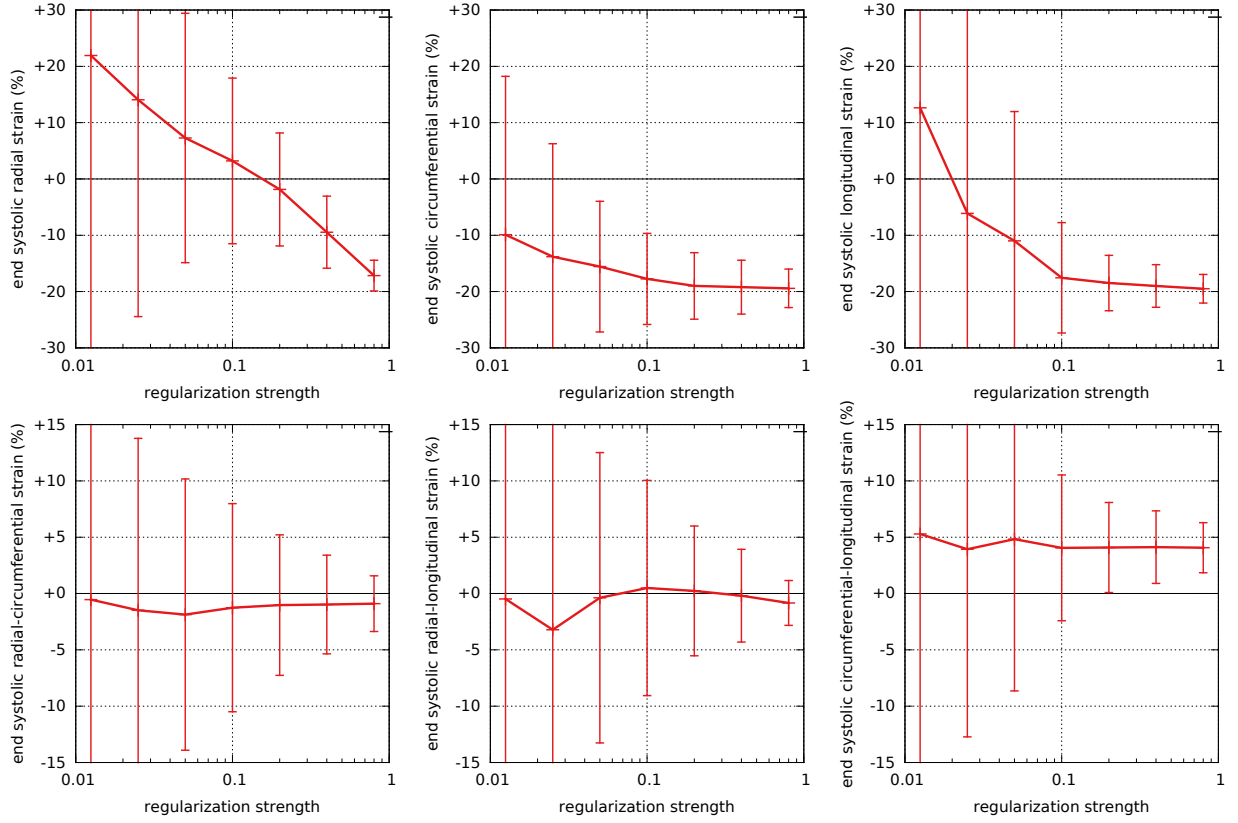 end systolic radial strain (%)
+30
+20
+10
+0
-10
-20
-30
0.01 0.1 1
regularization strength
end systolic circumferential strain (%)
+30
+20
+10
+0
-10
-20
-30
0.01 0.1 1
regularization strength
end systolic longitudinal strain (%)
+30
+20
+10
+0
-10
-20
-30
0.01 0.1 1
regularization strength
end systolic radial-circumferential strain (%)
+15
+10
+5
+0
-5
-10
-15
0.01 0.1 1
regularization strength
end systolic radial-longitudinal strain (%)
+15
+10
+5
+0
-5
-10
-15
0.01 0.1 1
regularization strength
end systolic circumferential-longitudinal strain (%)
+15
+10
+5
+0
-5
-10
-15
0.01 0.1 1
regularization strength